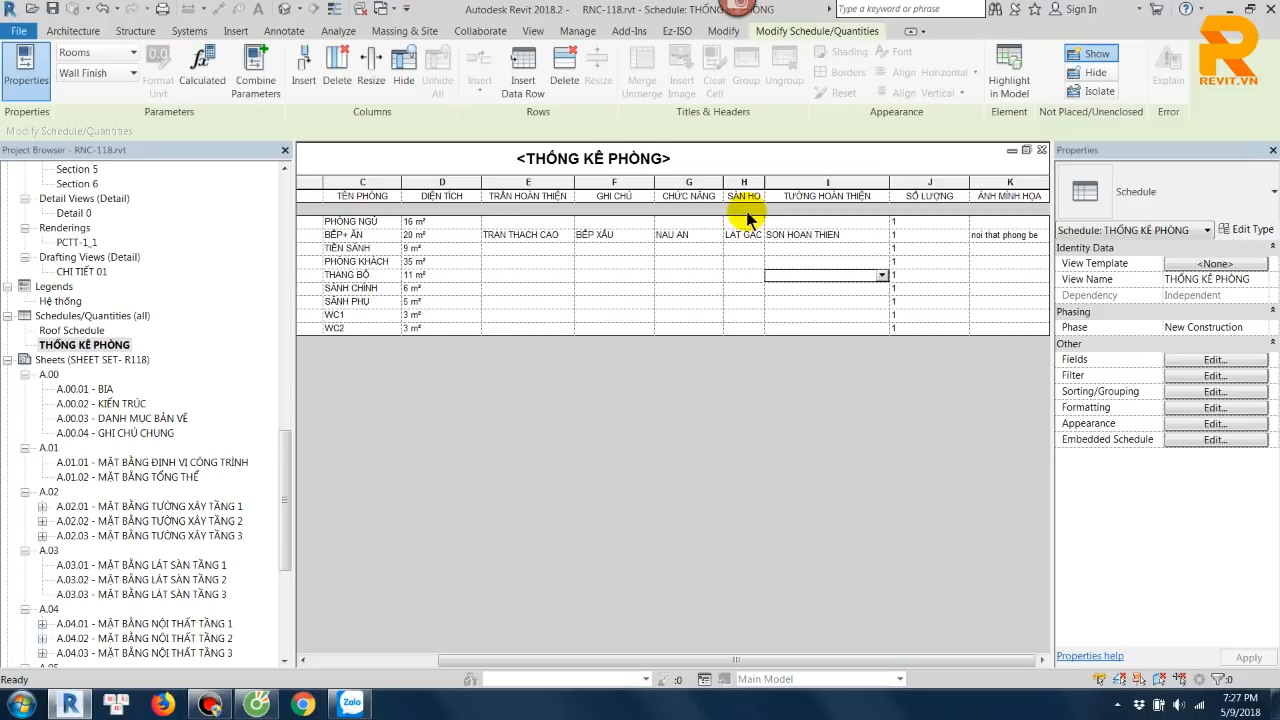 Autodesk Revit 2018.2 - RNC-118.rvt - Schedule: THỐNG KÊ PHÒNG
Type a keyword or phrase
Sign In
File Architecture Structure Systems Insert Annotate Analyze Massing & Site Collaborate View Manage Add-Ins Ez-ISO Modify Modify Schedule/Quantities
REVIT.VN
Properties
Rooms
Wall Finish
Format Unit
Calculated
Combine Parameters
Insert
Delete
Resize
Hide
Unhide All
Insert
Insert Data Row
Delete
Resize
Merge Unmerge
Insert Image
Clear Cell
Group
Ungroup
Shading
Borders
Reset
Font
Align Horizontal
Align Vertical
Highlight in Model
Show
Hide
Isolate
Explain
Properties Parameters Columns Rows Titles & Headers Appearance Element Not Placed/Unenclosed Error
Modify Schedule/Quantities
Project Browser - RNC-118.rvt
Section 5
Section 6
Detail Views (Detail)
Detail 0
Renderings
PCTT-1_1
Drafting Views (Detail)
CHI TIẾT 01
Legends
Hệ thống
Schedules/Quantities (all)
Roof Schedule
THỐNG KÊ PHÒNG
Sheets (SHEET SET- R118)
A.00
A.00.01 - BIA
A.00.02 - KIẾN TRÚC
A.00.03 - DANH MỤC BẢN VẼ
A.00.04 - GHI CHÚ CHUNG
A.01
A.01.01 - MẶT BẰNG ĐỊNH VỊ CÔNG TRÌNH
A.01.02 - MẶT BẰNG TỔNG THỂ
A.02
A.02.01 - MẶT BẰNG TƯỜNG XÂY TẦNG 1
A.02.02 - MẶT BẰNG TƯỜNG XÂY TẦNG 2
A.02.03 - MẶT BẰNG TƯỜNG XÂY TẦNG 3
A.03
A.03.01 - MẶT BẰNG LÁT SÀN TẦNG 1
A.03.02 - MẶT BẰNG LÁT SÀN TẦNG 2
A.03.03 - MẶT BẰNG LÁT SÀN TẦNG 3
A.04
A.04.01 - MẶT BẰNG NỘI THẤT TẦNG 1
A.04.02 - MẶT BẰNG NỘI THẤT TẦNG 2
A.04.03 - MẶT BẰNG NỘI THẤT TẦNG 3
<THỐNG KÊ PHÒNG>
C D E F G H I J K
TÊN PHÒNG DIỆN TÍCH TRẦN HOÀN THIỆN GHI CHÚ CHỨC NĂNG SÀN HO TƯỜNG HOÀN THIỆN SỐ LƯỢNG ẢNH MINH HỌA
PHÒNG NGỦ 16 m² 1
BẾP+ ĂN 20 m² TRAN THACH CAO BẾP XẤU NAU AN LAT GAC SON HOAN THIEN 1 noi that phong be
TIỀN SẢNH 9 m² 1
PHÒNG KHÁCH 35 m² 1
THANG BỘ 11 m² 1
SẢNH CHÍNH 6 m² 1
SẢNH PHỤ 5 m² 1
WC1 3 m² 1
WC2 3 m² 1
Properties
Schedule
Schedule: THỐNG KÊ PHÒNG Edit Type
Identity Data
View Template <None>
View Name THỐNG KÊ PHÒNG
Dependency Independent
Phasing
Phase New Construction
Other
Fields Edit...
Filter Edit...
Sorting/Grouping Edit...
Formatting Edit...
Appearance Edit...
Embedded Schedule Edit...
Properties help Apply
Ready :0 Main Model :0
Zalo
7:27 PM
5/9/2018